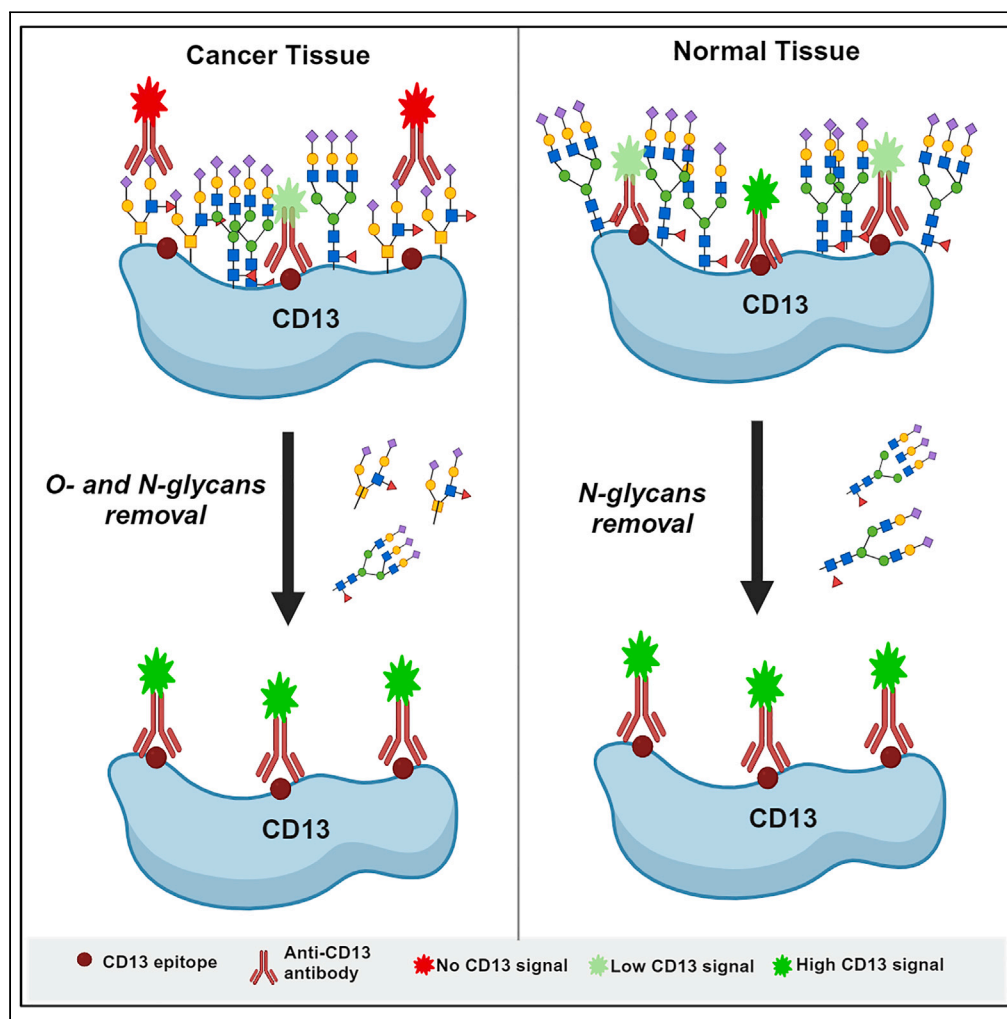 Cancer Tissue
Normal Tissue
CD13
CD13
O- and N-glycans
removal
N-glycans
removal
CD13
CD13
CD13 epitope
Anti-CD13
antibody
No CD13 signal
Low CD13 signal
High CD13 signal